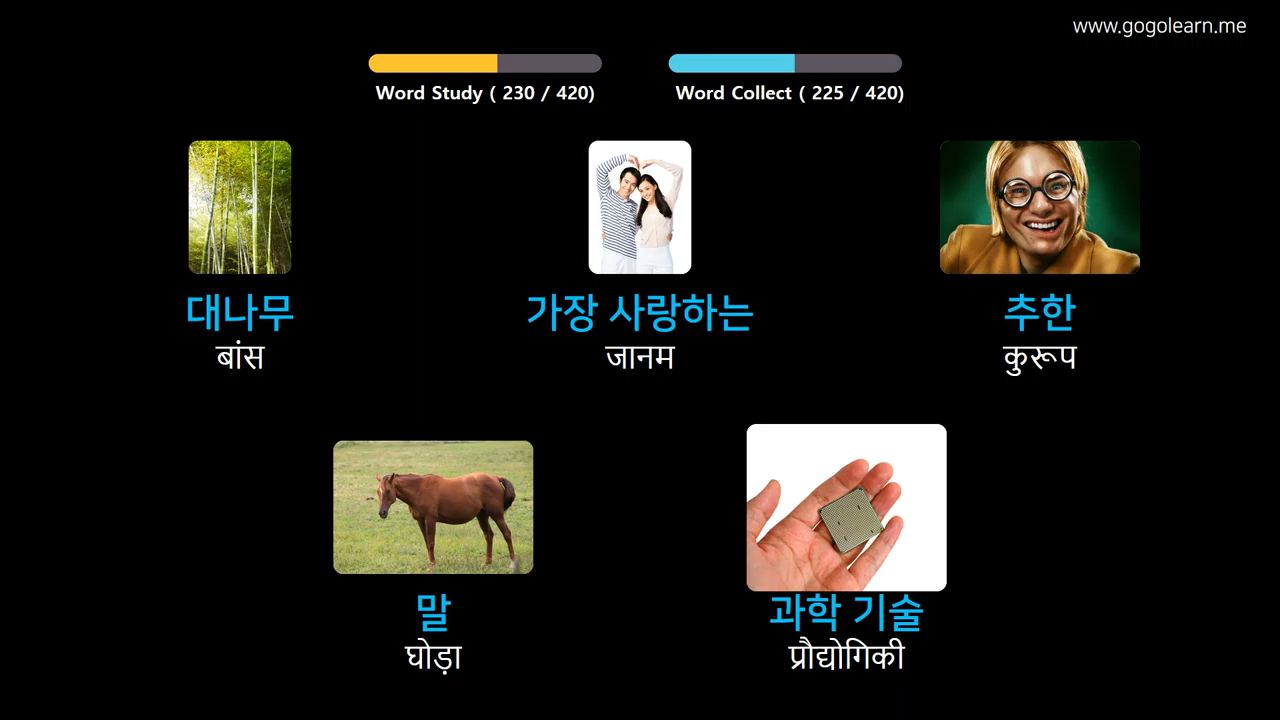 www.gogolearn.me
Word Study ( 230 / 420)
Word Collect ( 225 / 420)
대나무
बांस
가장 사랑하는
जानम
추한
कुरूप
말
घोड़ा
과학 기술
प्रौद्योगिकी